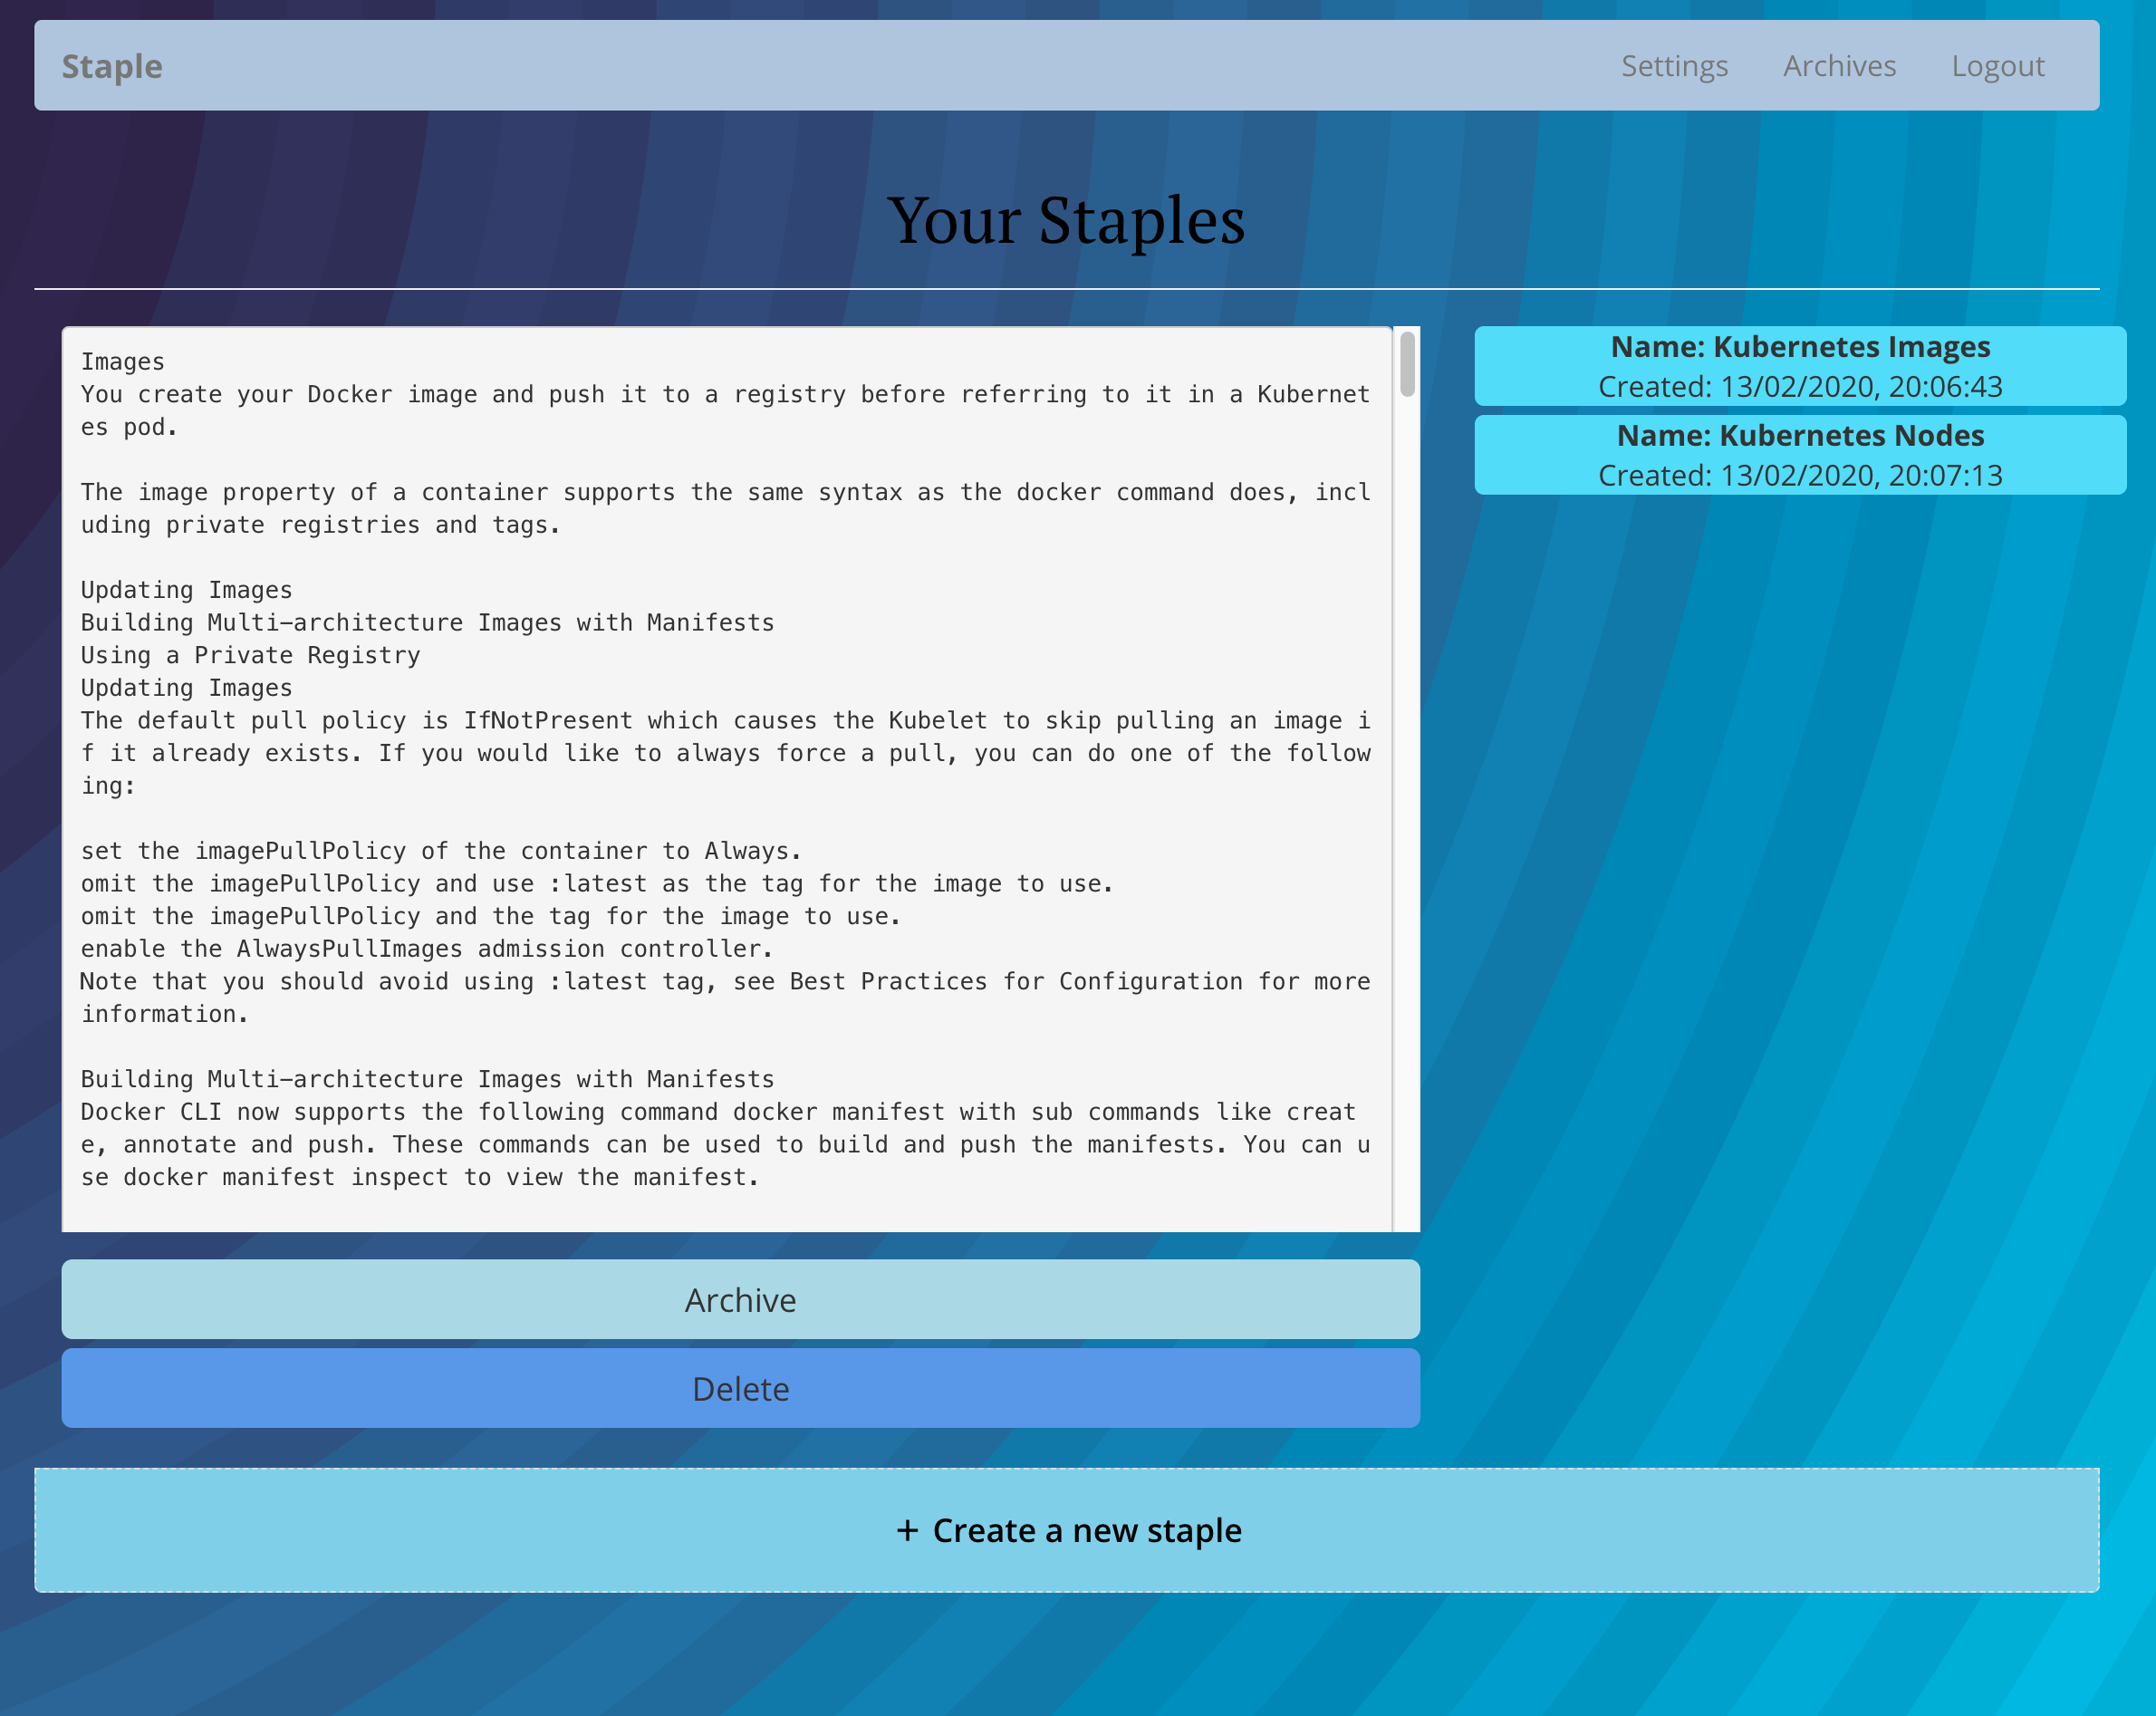 Staple
Settings Archives Logout
Your Staples
Images
You create your Docker image and push it to a registry before referring to it in a Kubernet
es pod.
The image property of a container supports the same syntax as the docker command does, incl
uding private registries and tags.
Updating Images
Building Multi-architecture Images with Manifests
Using a Private Registry
Updating Images
The default pull policy is IfNotPresent which causes the Kubelet to skip pulling an image i
f it already exists. If you would like to always force a pull, you can do one of the follow
ing:
set the imagePullPolicy of the container to Always.
omit the imagePullPolicy and use :latest as the tag for the image to use.
omit the imagePullPolicy and the tag for the image to use.
enable the AlwaysPullImages admission controller.
Note that you should avoid using :latest tag, see Best Practices for Configuration for more
information.
Building Multi-architecture Images with Manifests
Docker CLI now supports the following command docker manifest with sub commands like creat
e, annotate and push. These commands can be used to build and push the manifests. You can u
se docker manifest inspect to view the manifest.
Name: Kubernetes Images
Created: 13/02/2020, 20:06:43
Name: Kubernetes Nodes
Created: 13/02/2020, 20:07:13
Archive
Delete
+ Create a new staple